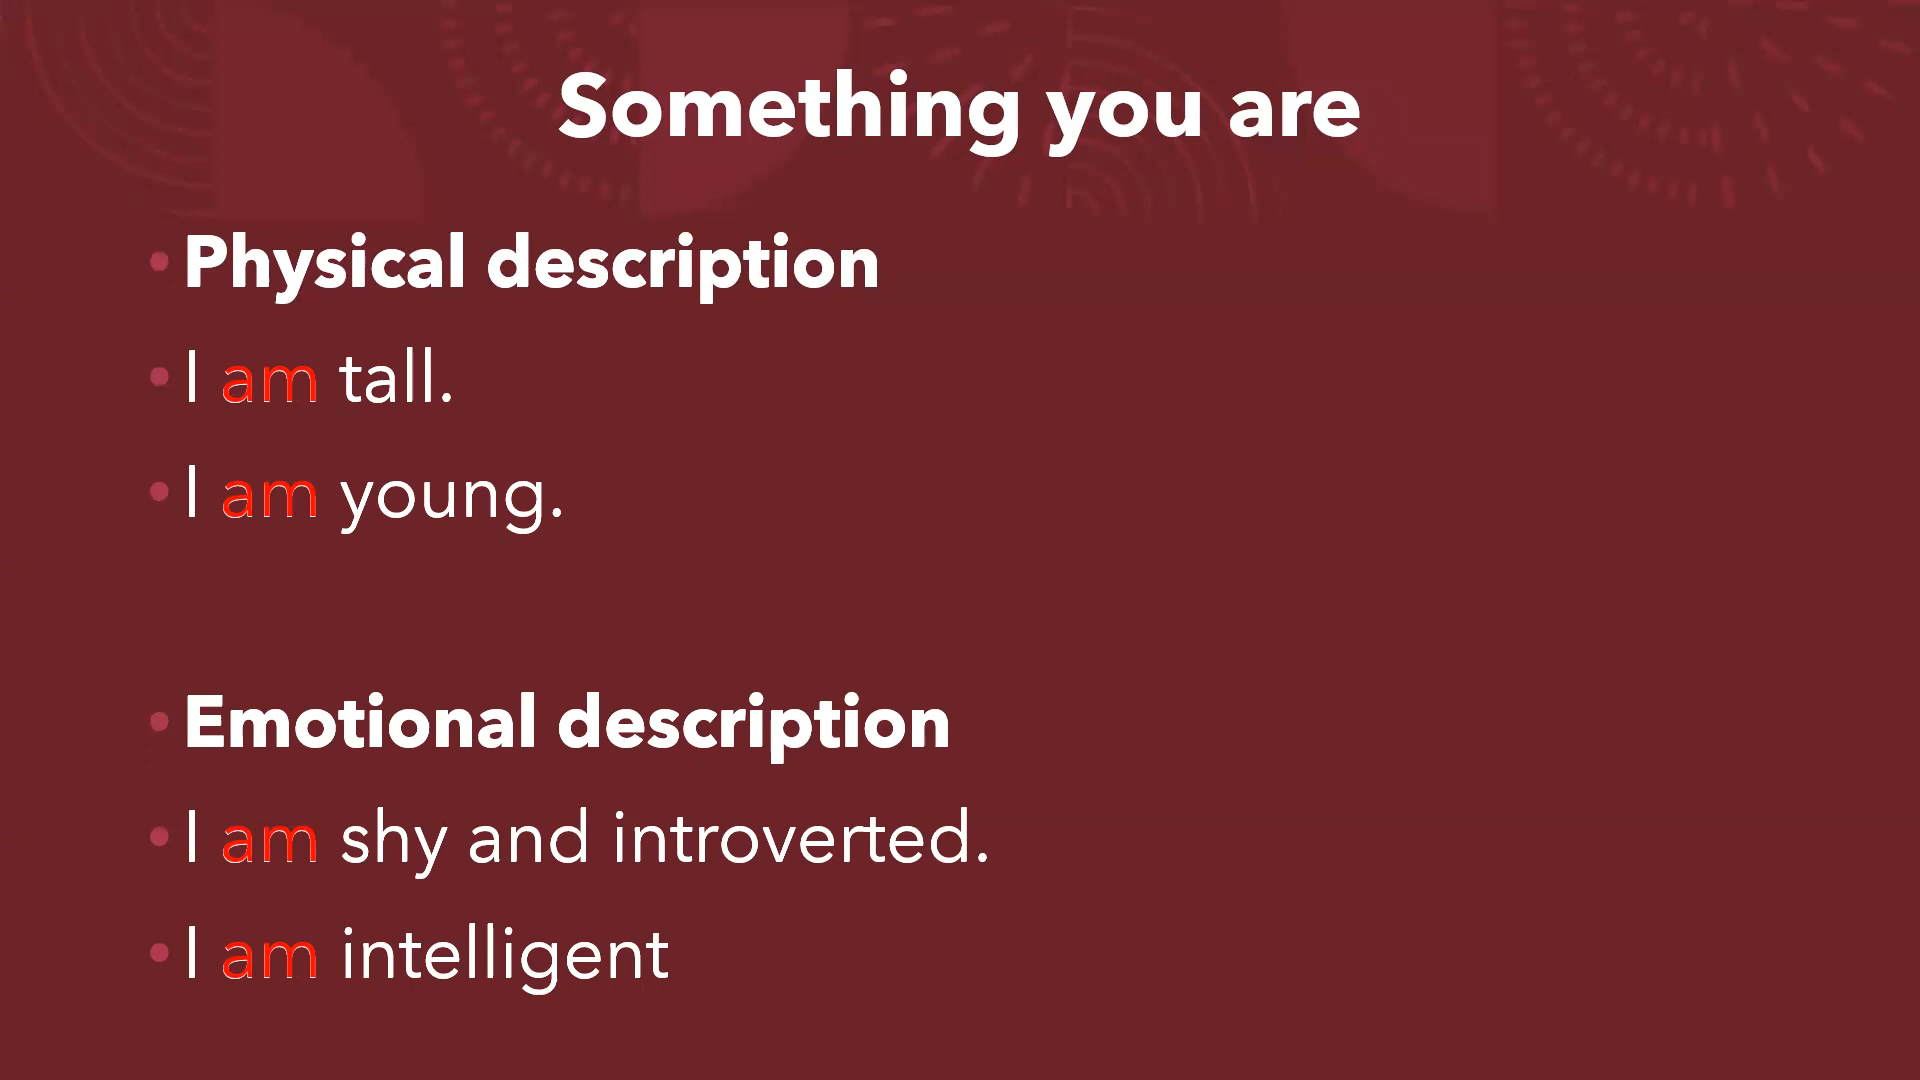 Something you are
• Physical description
• I am tall.
• I am young.
• Emotional description
• I am shy and introverted.
• I am intelligent